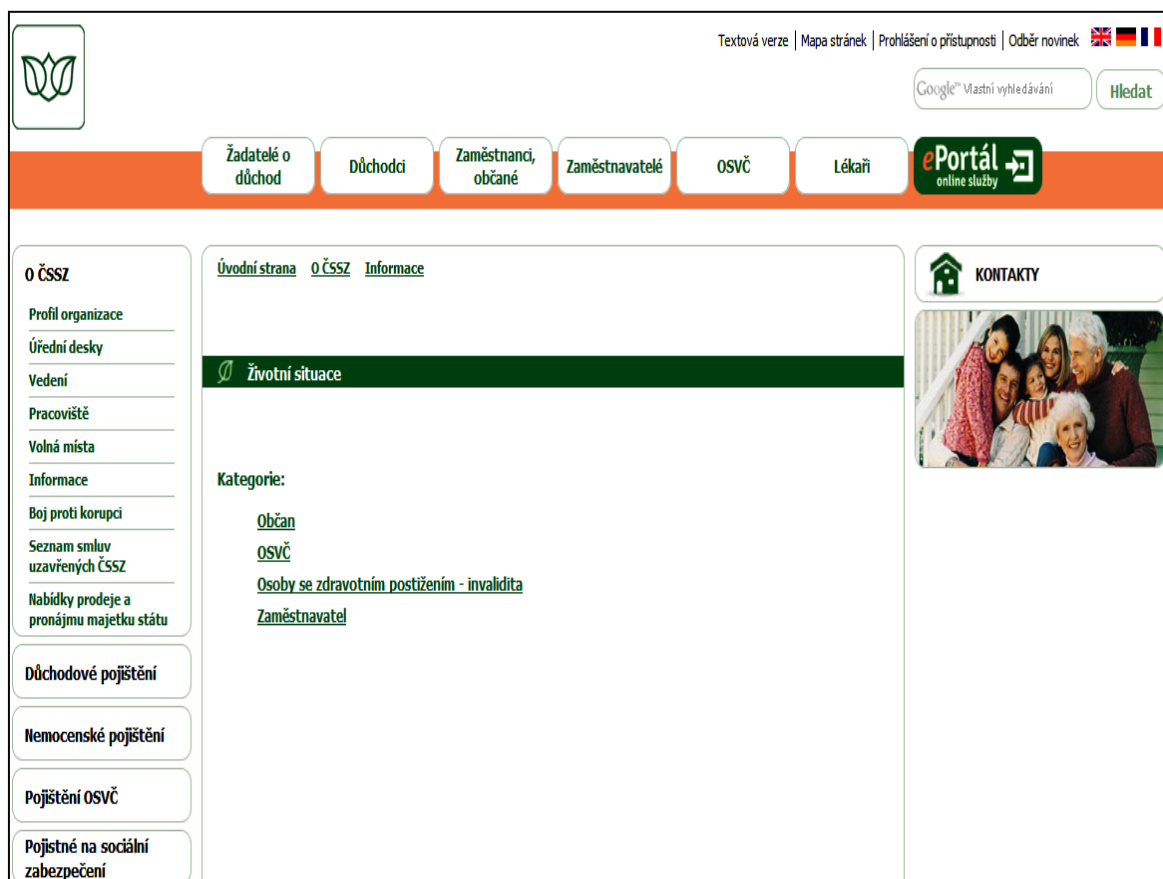 Textová verze | Mapa stránek | Prohlášení o přístupnosti | Odběr novinek
Google™ Vlastní vyhledávání
Hledat
Žadatelé o
důchod
Důchodci
Zaměstnanci,
občané
Zaměstnavatelé
OSVČ
Lékaři
ePortál
online služby
O ČSSZ
Profil organizace
Úřední desky
Vedení
Pracoviště
Volná místa
Informace
Boj proti korupci
Seznam smluv
uzavřených ČSSZ
Nabídky prodeje a
pronájmu majetku státu
Důchodové pojištění
Nemocenské pojištění
Pojištění OSVČ
Pojistné na sociální
zabezpečení
Úvodní strana O ČSSZ Informace
Životní situace
Kategorie:
Občan
OSVČ
Osoby se zdravotním postižením - invalidita
Zaměstnavatel
KONTAKTY